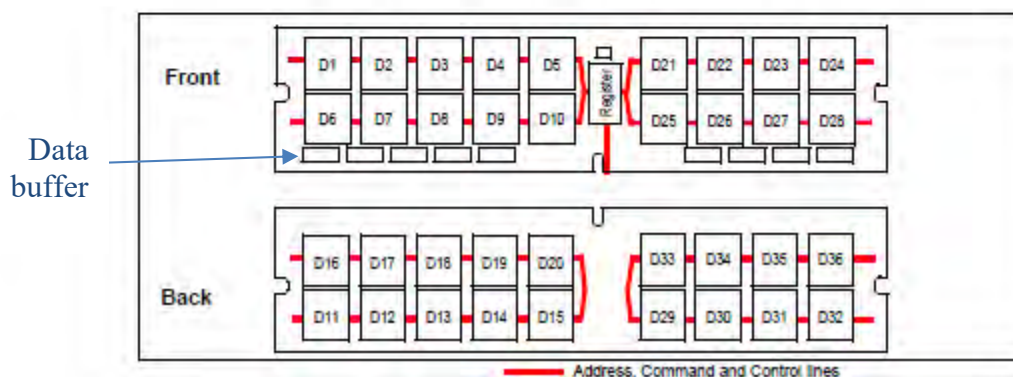 Front
D1 D2 D3 D4 D5 Register D21 D22 D23 D24
D6 D7 D8 D9 D10 D25 D26 D27 D28
Data
buffer
D16 D17 D18 D19 D20 D33 D34 D35 D36
Back
D11 D12 D13 D14 D15 D29 D30 D31 D32
Address, Command and Control lines